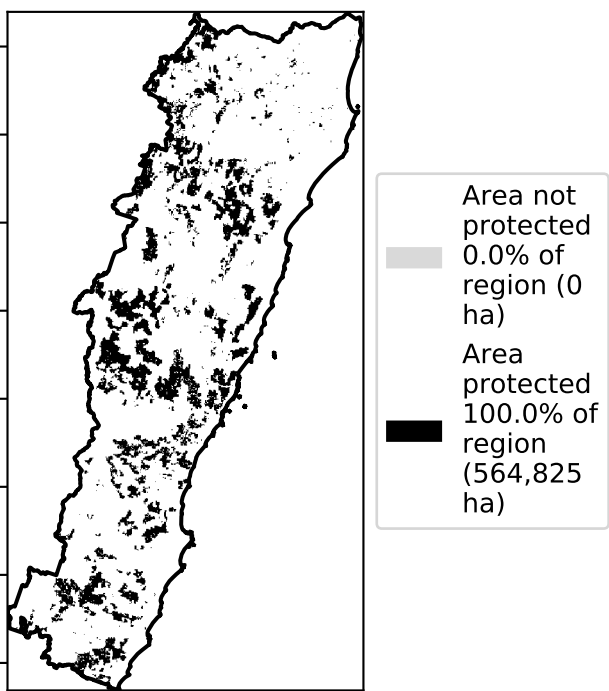 Area not
protected
0.0% of
region (0
ha)
Area
protected
100.0% of
region
(564,825
ha)